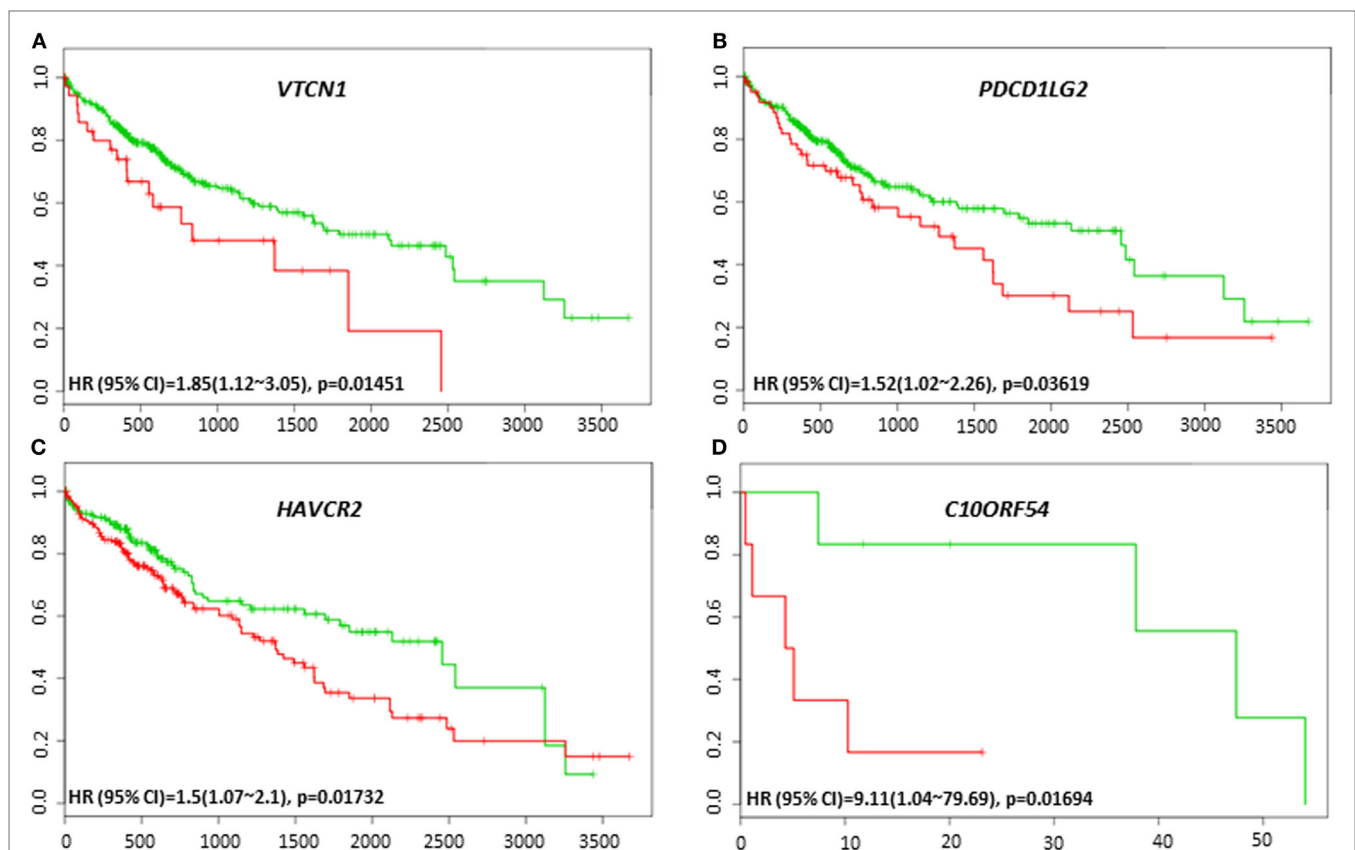 A
VTCN1
1.0
0.8
0.6
0.4
0.2
0.0
HR (95% CI)=1.85(1.12~3.05), p=0.01451
0 500 1000 1500 2000 2500 3000 3500
B
PDCD1LG2
1.0
0.8
0.6
0.4
0.2
0.0
HR (95% CI)=1.52(1.02~2.26), p=0.03619
0 500 1000 1500 2000 2500 3000 3500
C
HAVCR2
1.0
0.8
0.6
0.4
0.2
0.0
HR (95% CI)=1.5(1.07~2.1), p=0.01732
0 500 1000 1500 2000 2500 3000 3500
D
C10ORF54
1.0
0.8
0.6
0.4
0.2
0.0
HR (95% CI)=9.11(1.04~79.69), p=0.01694
0 10 20 30 40 50